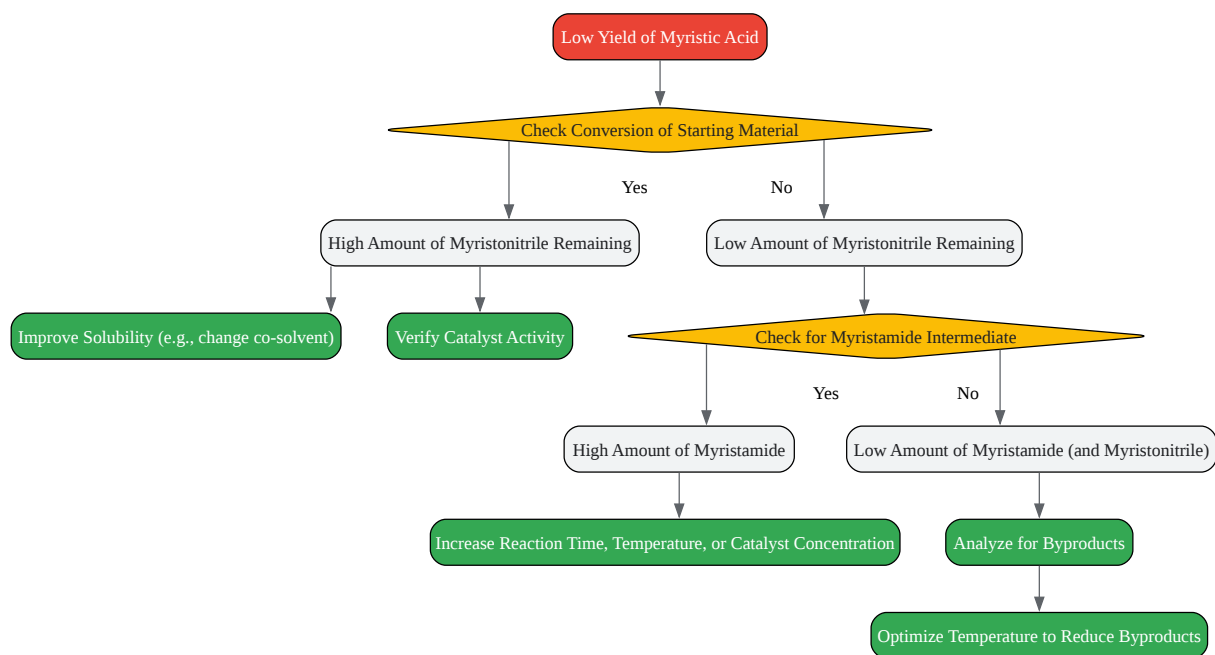 Low Yield of Myristic Acid
Check Conversion of Starting Material
Yes
No
High Amount of Myristonitrile Remaining
Low Amount of Myristonitrile Remaining
Improve Solubility (e.g., change co-solvent)
Verify Catalyst Activity
Check for Myristamide Intermediate
Yes
No
High Amount of Myristamide
Low Amount of Myristamide (and Myristonitrile)
Increase Reaction Time, Temperature, or Catalyst Concentration
Analyze for Byproducts
Optimize Temperature to Reduce Byproducts